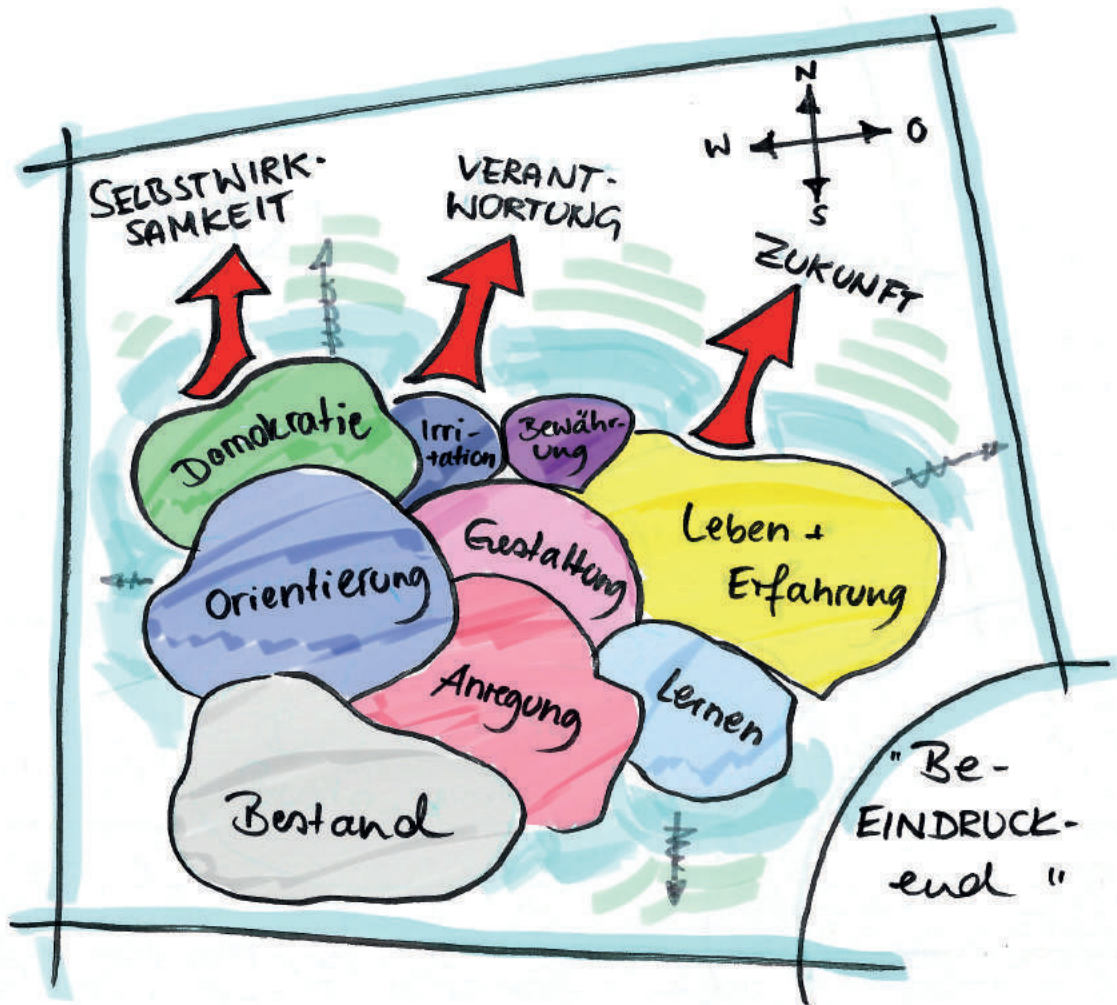 N
W
O
S
SELBSTWIRK-
SAMKEIT
VERANT-
WORTUNG
ZUKUNFT
Domokratie
Irri-
tation
Bewähr-
ung
Orientierung
Gestaltung
Leben +
Erfahrung
Anregung
Lernen
Bestand
"Be-
EINDRUCK-
end"